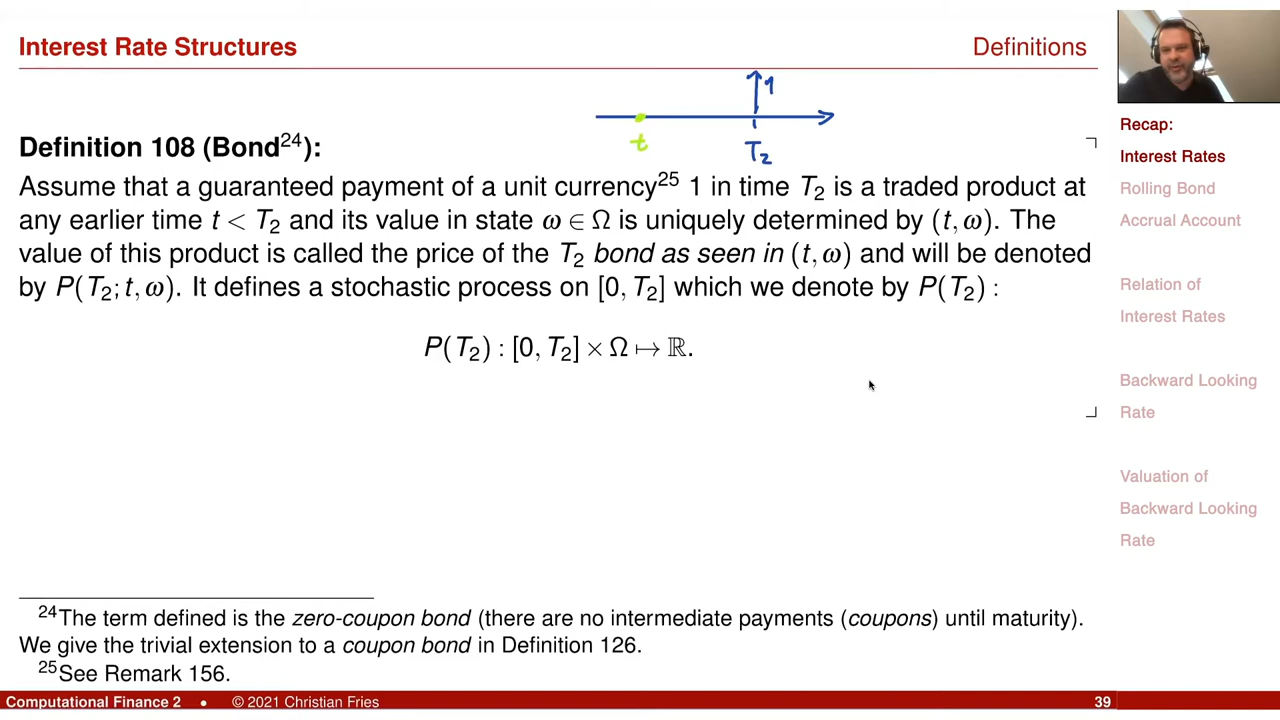 Interest Rate Structures
Definitions
1
t
T₂
Definition 108 (Bond²⁴):
Assume that a guaranteed payment of a unit currency²⁵ 1 in time T₂ is a traded product at
any earlier time t < T₂ and its value in state ω ∈ Ω is uniquely determined by (t, ω). The
value of this product is called the price of the T₂ bond as seen in (t, ω) and will be denoted
by P(T₂; t, ω). It defines a stochastic process on [0, T₂] which we denote by P(T₂) :
P(T₂) : [0, T₂] × Ω ↦ ℝ.
²⁴The term defined is the zero-coupon bond (there are no intermediate payments (coupons) until maturity).
We give the trivial extension to a coupon bond in Definition 126.
²⁵See Remark 156.
Recap:
Interest Rates
Rolling Bond
Accrual Account
Relation of
Interest Rates
Backward Looking
Rate
Valuation of
Backward Looking
Rate
Computational Finance 2 • © 2021 Christian Fries
39